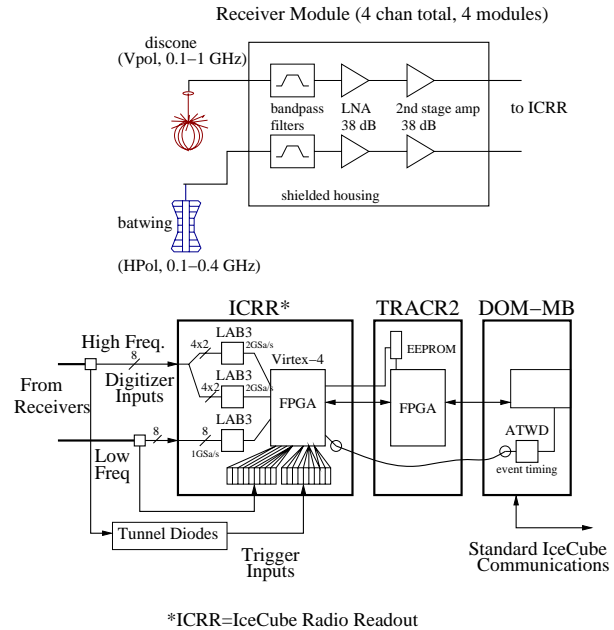 Receiver Module (4 chan total, 4 modules)
discone
(Vpol, 0.1–1 GHz)
bandpass
filters
LNA
38 dB
2nd stage amp
38 dB
to ICRR
shielded housing
batwing
(HPol, 0.1–0.4 GHz)
ICRR*
TRACR2
DOM–MB
High Freq.
8
Digitizer
Inputs
From
Receivers
Low
Freq
8
4x2
LAB3
2GSa/s
4x2
LAB3
2GSa/s
8
LAB3
1GSa/s
Virtex–4
FPGA
EEPROM
FPGA
ATWD
event timing
Tunnel Diodes
Trigger
Inputs
Standard IceCube
Communications
*ICRR=IceCube Radio Readout